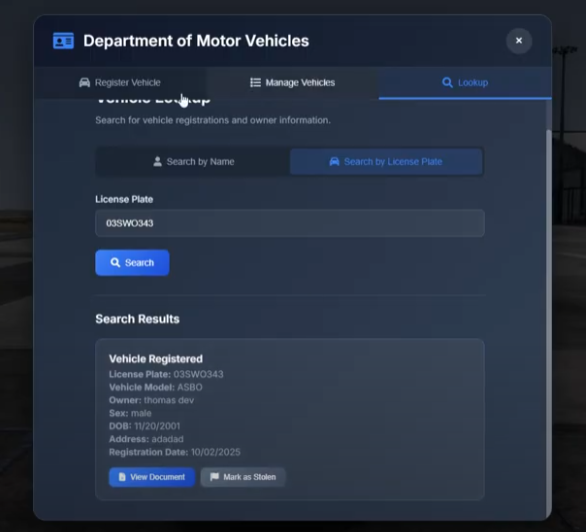 Department of Motor Vehicles
×
Register Vehicle
Manage Vehicles
Lookup
Vehicle Lookup
Search for vehicle registrations and owner information.
Search by Name
Search by License Plate
License Plate
03SWO343
Search
Search Results
Vehicle Registered
License Plate: 03SWO343
Vehicle Model: ASBO
Owner: thomas dev
Sex: male
DOB: 11/20/2001
Address: adadad
Registration Date: 10/02/2025
View Document
Mark as Stolen